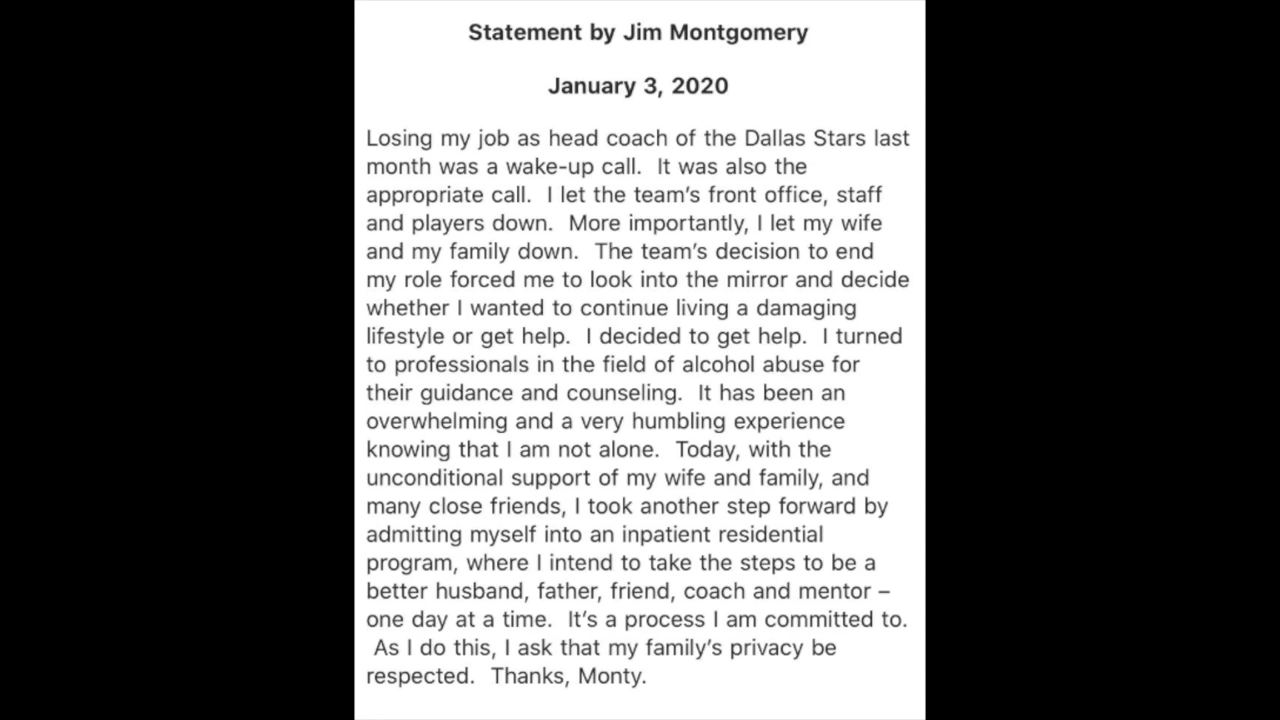 Statement by Jim Montgomery
January 3, 2020
Losing my job as head coach of the Dallas Stars last
month was a wake-up call.  It was also the
appropriate call.  I let the team’s front office, staff
and players down.  More importantly, I let my wife
and my family down.  The team’s decision to end
my role forced me to look into the mirror and decide
whether I wanted to continue living a damaging
lifestyle or get help.  I decided to get help.  I turned
to professionals in the field of alcohol abuse for
their guidance and counseling.  It has been an
overwhelming and a very humbling experience
knowing that I am not alone.  Today, with the
unconditional support of my wife and family, and
many close friends, I took another step forward by
admitting myself into an inpatient residential
program, where I intend to take the steps to be a
better husband, father, friend, coach and mentor –
one day at a time.  It’s a process I am committed to.
As I do this, I ask that my family’s privacy be
respected.  Thanks, Monty.